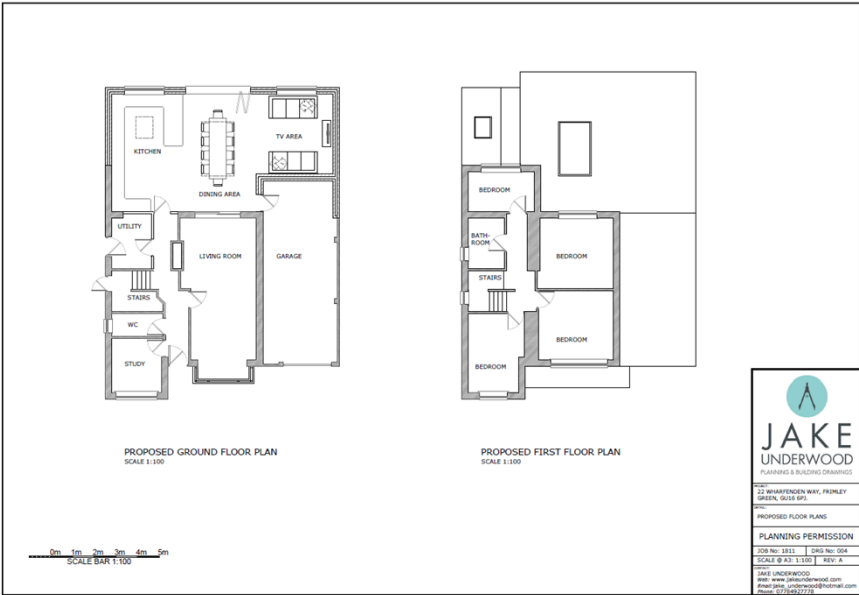 KITCHEN
TV AREA
DINING AREA
UTILITY
LIVING ROOM
GARAGE
STAIRS
WC
STUDY
PROPOSED GROUND FLOOR PLAN
SCALE 1:100
BEDROOM
BATH-
ROOM
BEDROOM
STAIRS
BEDROOM
BEDROOM
PROPOSED FIRST FLOOR PLAN
SCALE 1:100
0m 1m 2m 3m 4m 5m
SCALE BAR 1:100
JAKE
UNDERWOOD
PLANNING & BUILDING DRAWINGS
PROJECT:
22 WHARFENDEN WAY, FRIMLEY
GREEN, GU16
PROPOSED FLOOR PLANS
PLANNING PERMISSION
JOB No: 1811 DRG No: 004
SCALE @ A3: 1:100 REV: A
CONTACT:
JAKE UNDERWOOD
Web: www.jakeunderwood.com
Email: jake_underwood@hotmail.com
Phone: 07784927778